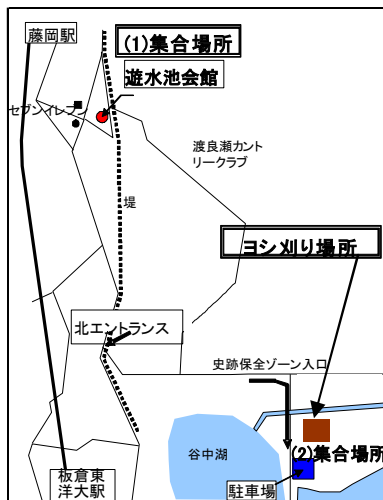 藤岡駅
(1)集合場所
遊水池会館
セブンイレブン
渡良瀬カント
リークラブ
堤
ヨシ刈り場所
北エントランス
史跡保全ゾーン入口
谷中湖
(2)集合場所
板倉東
洋大駅
駐車場